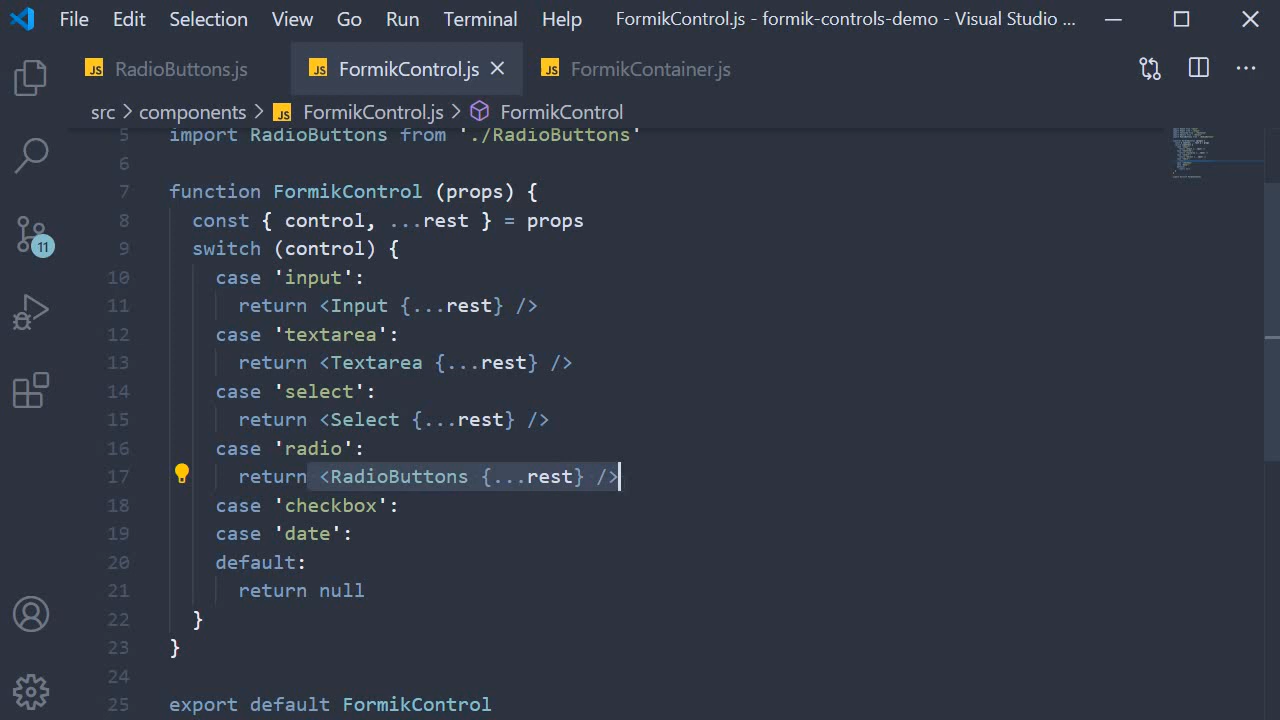 File Edit Selection View Go Run Terminal Help FormikControl.js - formik-controls-demo - Visual Studio ...
JS RadioButtons.js JS FormikControl.js JS FormikContainer.js
src > components > JS FormikControl.js > FormikControl
5 import RadioButtons from './RadioButtons'
6
7 function FormikControl (props) {
8 const { control, ...rest } = props
9 switch (control) {
10 case 'input':
11 return <Input {...rest} />
12 case 'textarea':
13 return <Textarea {...rest} />
14 case 'select':
15 return <Select {...rest} />
16 case 'radio':
17 return <RadioButtons {...rest} />
18 case 'checkbox':
19 case 'date':
20 default:
21 return null
22 }
23 }
24
25 export default FormikControl
11